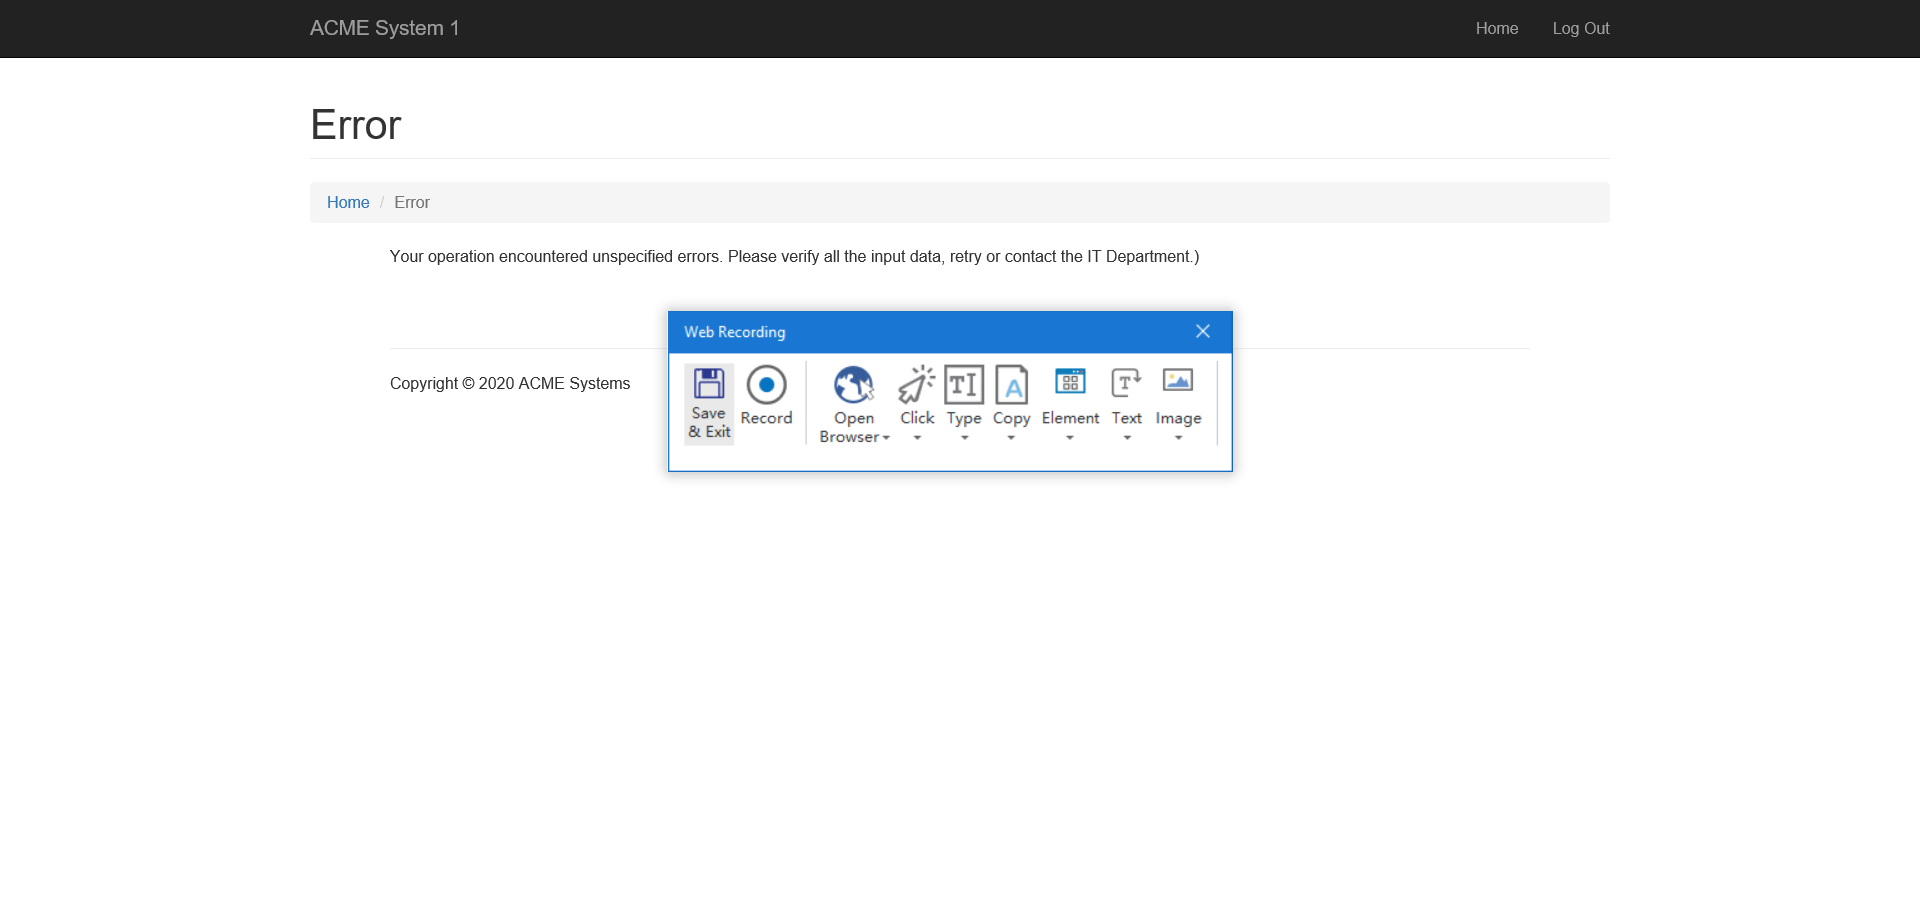 ACME System 1 Home Log Out
Error
Home / Error
Your operation encountered unspecified errors. Please verify all the input data, retry or contact the IT Department.)
Web Recording
Save & Exit
Record
Open Browser
Click
Type
Copy
Element
Text
Image
Copyright © 2020 ACME Systems